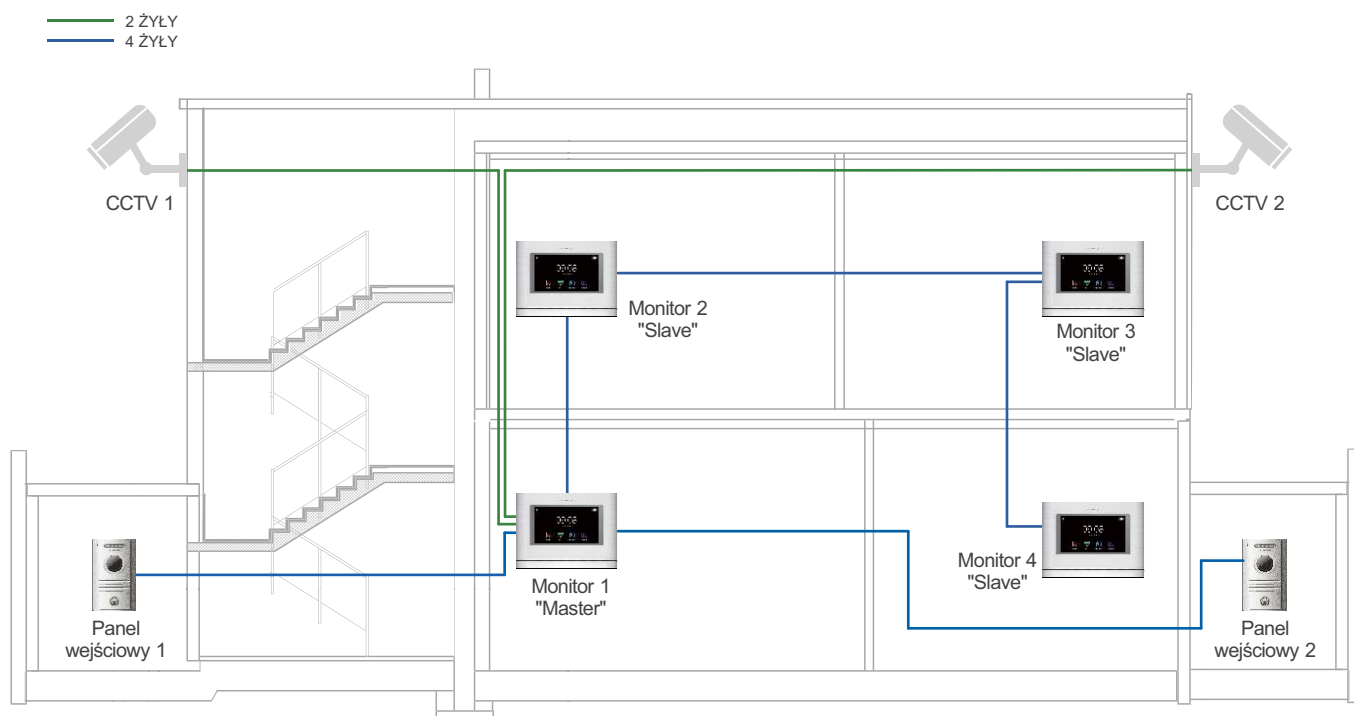 2 ŻYŁY
4 ŻYŁY
CCTV 1
CCTV 2
Monitor 2
"Slave"
Monitor 3
"Slave"
Monitor 1
"Master"
Monitor 4
"Slave"
Panel
wejściowy 1
Panel
wejściowy 2